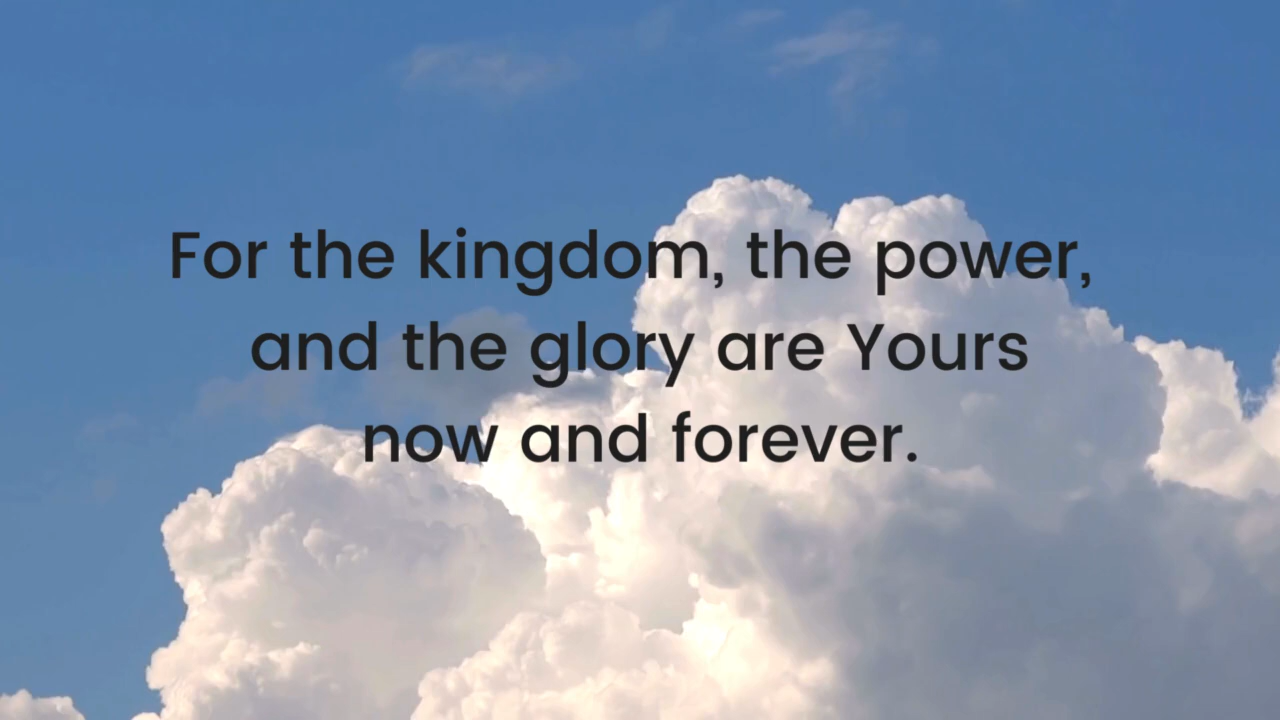 For the kingdom, the power,
and the glory are Yours
now and forever.